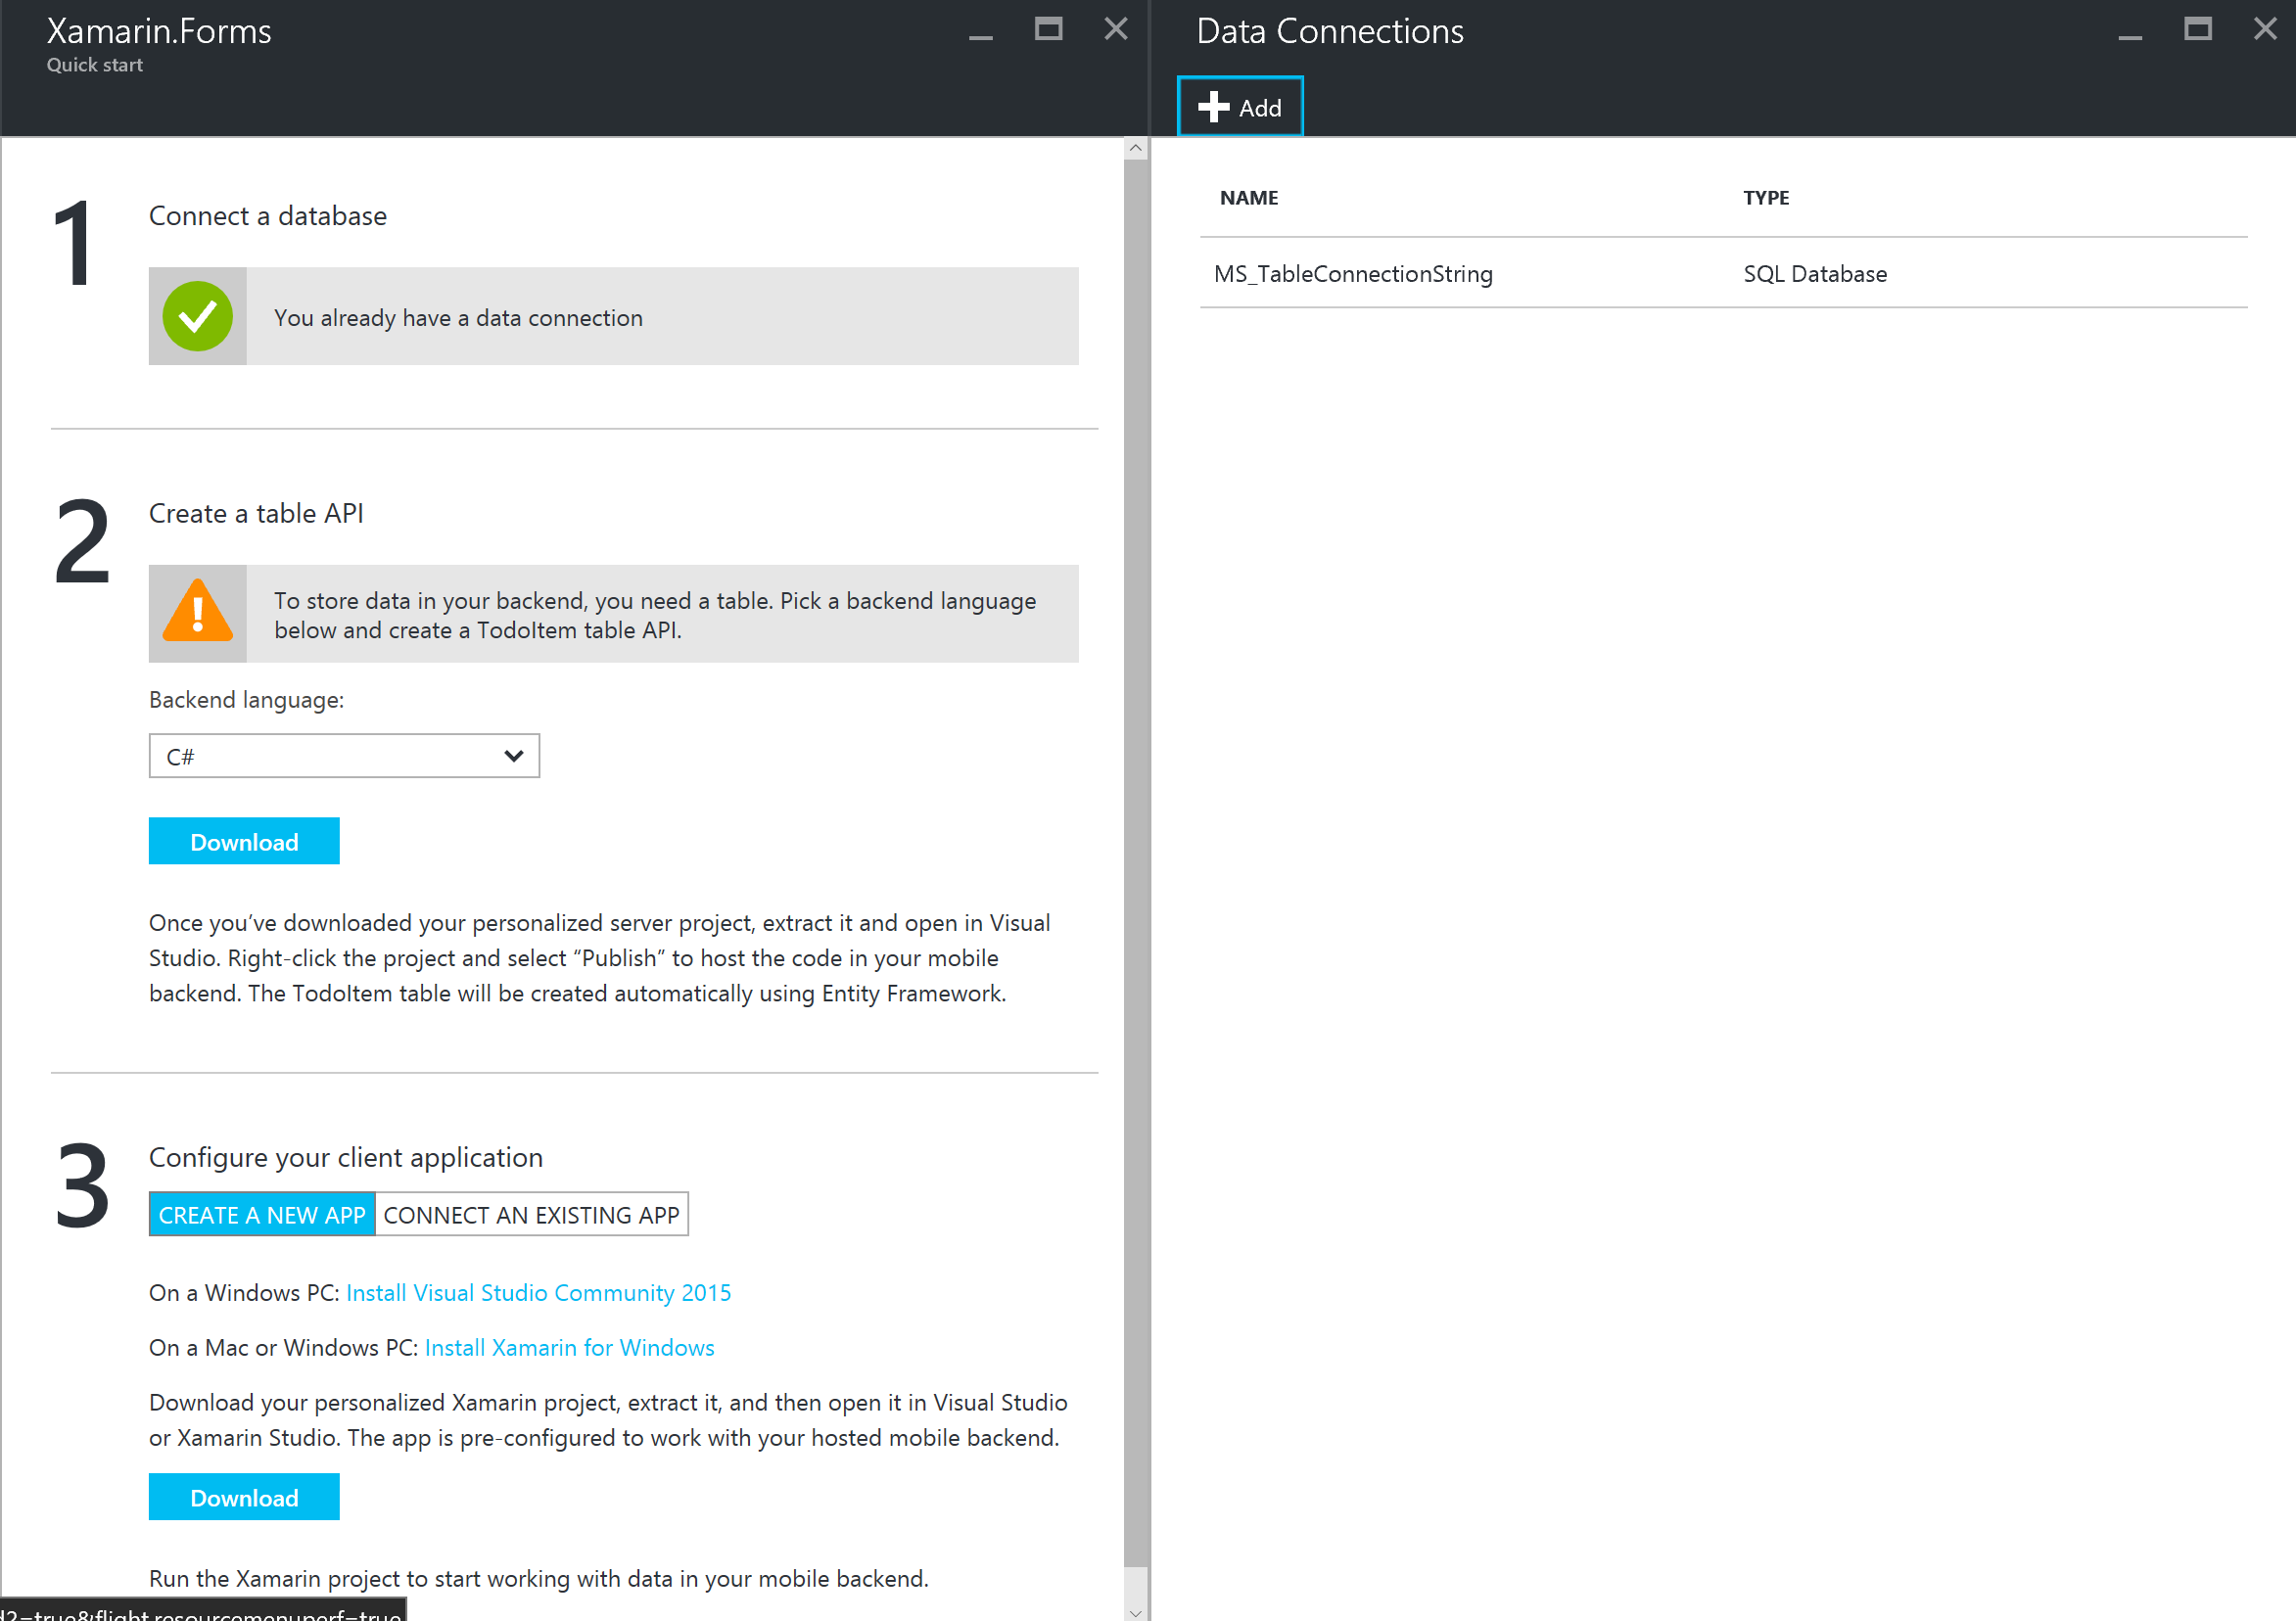 Xamarin.Forms
Quick start
1
Connect a database
You already have a data connection
2
Create a table API
To store data in your backend, you need a table. Pick a backend language
below and create a TodoItem table API.
Backend language:
C#
Download
Once you've downloaded your personalized server project, extract it and open in Visual
Studio. Right-click the project and select “Publish” to host the code in your mobile
backend. The TodoItem table will be created automatically using Entity Framework.
3
Configure your client application
CREATE A NEW APP CONNECT AN EXISTING APP
On a Windows PC: Install Visual Studio Community 2015
On a Mac or Windows PC: Install Xamarin for Windows
Download your personalized Xamarin project, extract it, and then open it in Visual Studio
or Xamarin Studio. The app is pre-configured to work with your hosted mobile backend.
Download
Run the Xamarin project to start working with data in your mobile backend.
d2=true&flight.resourcemenuperf=true
Data Connections
Add
NAME TYPE
MS_TableConnectionString SQL Database